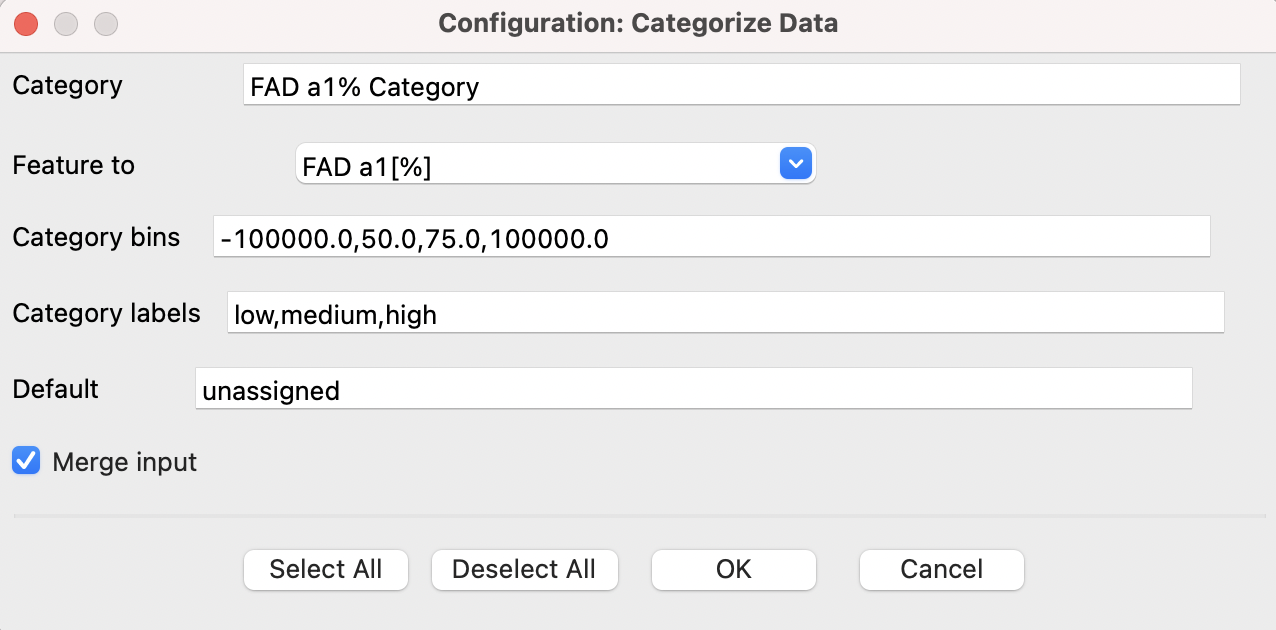 Configuration: Categorize Data
Category FAD a1% Category
Feature to FAD a1[%]
Category bins -100000.0,50.0,75.0,100000.0
Category labels low,medium,high
Default unassigned
Merge input
Select All Deselect All OK Cancel